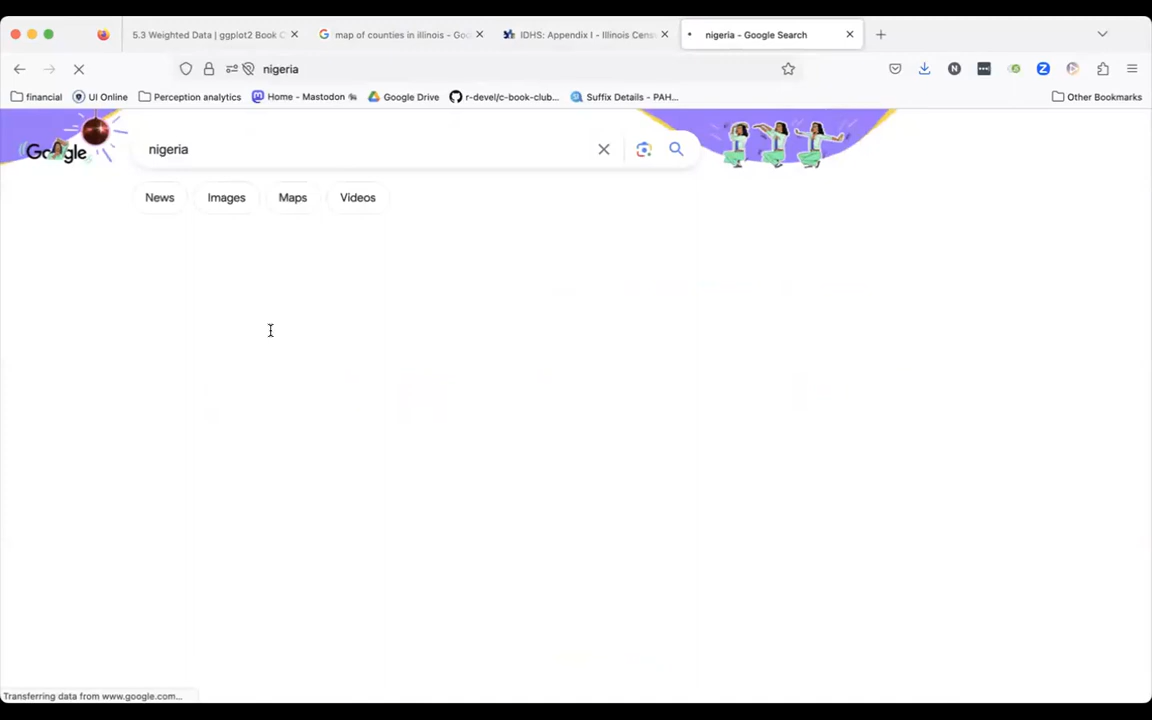 5.3 Weighted Data | ggplot2 Book C
map of counties in illinois - Goo
IDHS: Appendix I - Illinois Censu
nigeria - Google Search
nigeria
financial
UI Online
Perception analytics
Home - Mastodon
Google Drive
r-devel/c-book-club...
Suffix Details - PAH...
Other Bookmarks
Google
nigeria
News
Images
Maps
Videos
Transferring data from www.google.com...